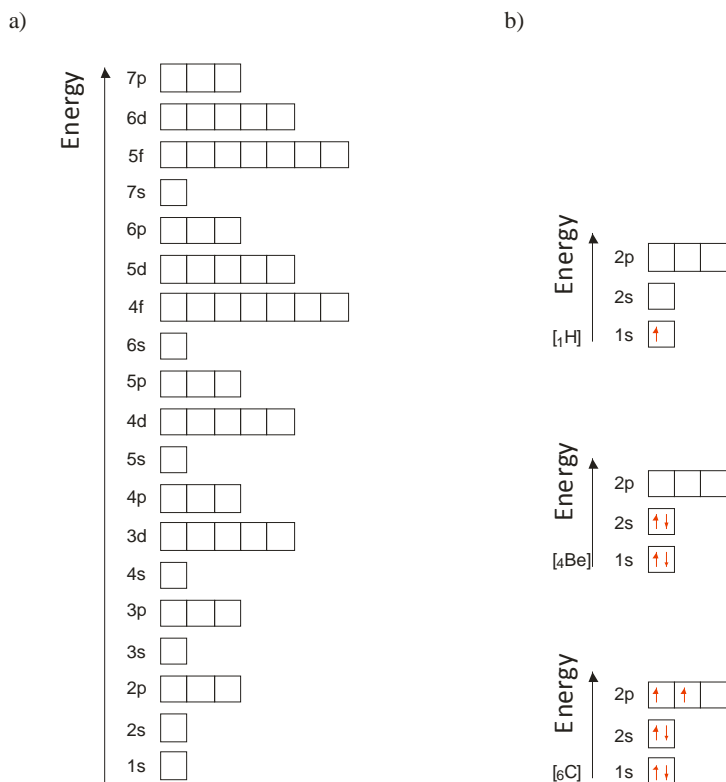 a)
Energy
7p
6d
5f
7s
6p
5d
4f
6s
5p
4d
5s
4p
3d
4s
3p
3s
2p
2s
1s
b)
Energy
2p
2s
[₁H] 1s
Energy
2p
2s
[₄Be] 1s
Energy
2p
2s
[₆C] 1s